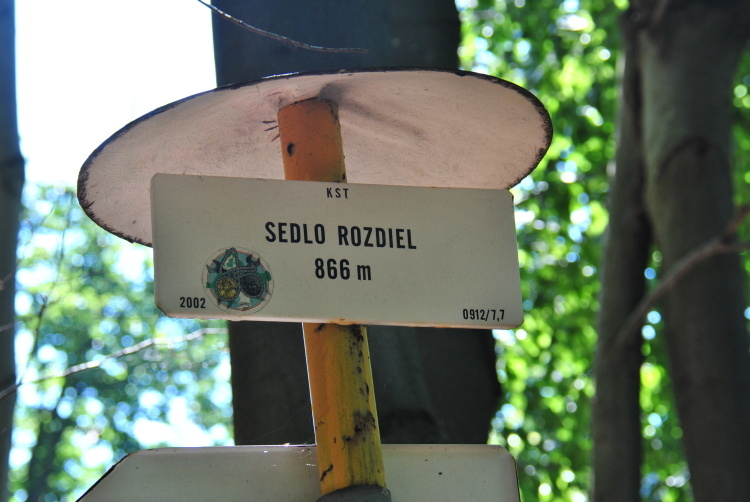 KST
SEDLO ROZDIEL
866 m
2002
0912/7,7